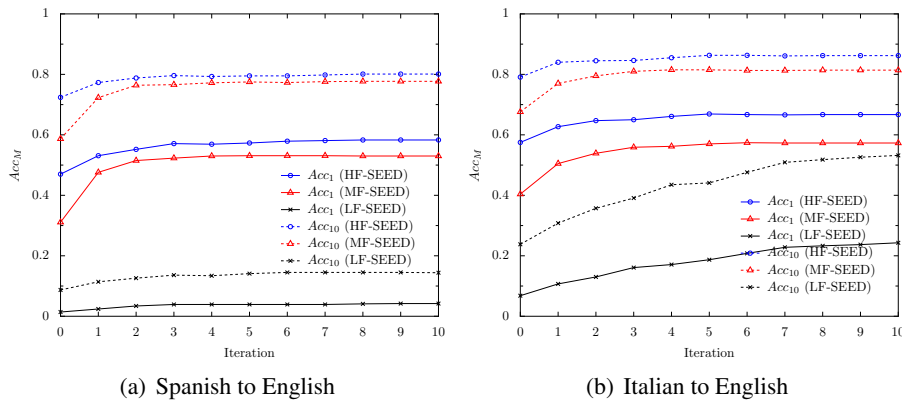 1
0.8
0.6
0.4
0.2
0
Acc_M
0 1 2 3 4 5 6 7 8 9 10
Iteration
Acc_1 (HF-SEED)
Acc_1 (MF-SEED)
Acc_1 (LF-SEED)
Acc_10 (HF-SEED)
Acc_10 (MF-SEED)
Acc_10 (LF-SEED)
(a) Spanish to English
1
0.8
0.6
0.4
0.2
0
Acc_M
0 1 2 3 4 5 6 7 8 9 10
Iteration
Acc_1 (HF-SEED)
Acc_1 (MF-SEED)
Acc_1 (LF-SEED)
Acc_10 (HF-SEED)
Acc_10 (MF-SEED)
Acc_10 (LF-SEED)
(b) Italian to English